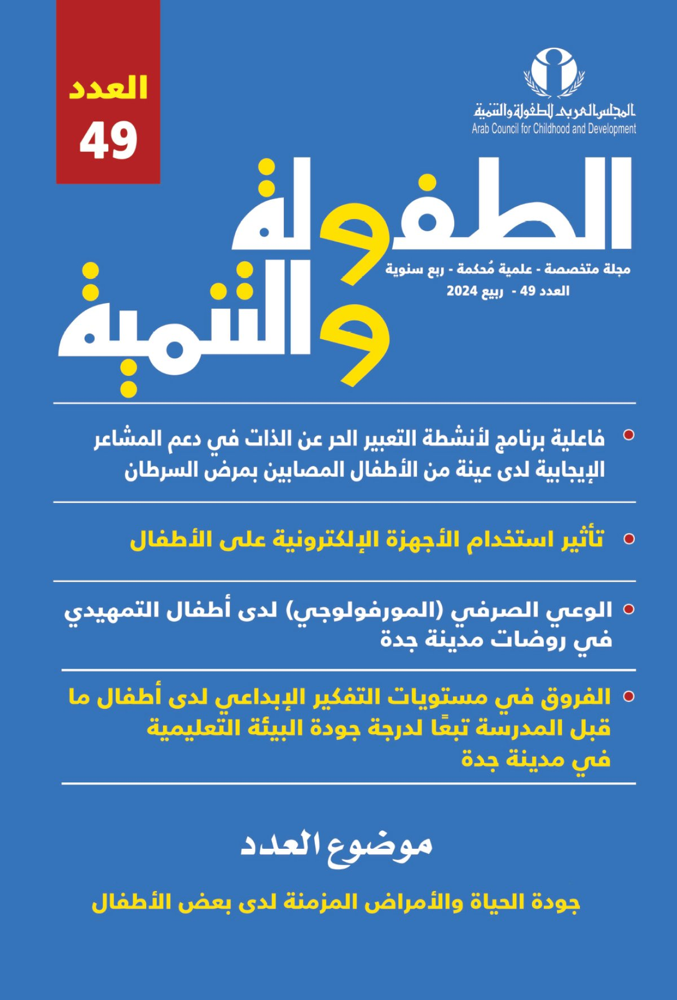 العدد
49
المجلس العربى للطفولة والتنمية
Arab Council for Childhood and Development
الطفولة
مجلة متخصصة - علمية مُحكمة - ربع سنوية
العدد 49 - ربيع 2024
والتنمية
فاعلية برنامج لأنشطة التعبير الحر عن الذات في دعم المشاعر
الإيجابية لدى عينة من الأطفال المصابين بمرض السرطان
تأثير استخدام الأجهزة الإلكترونية على الأطفال
الوعي الصرفي (المورفولوجي) لدى أطفال التمهيدي
في روضات مدينة جدة
الفروق في مستويات التفكير الإبداعي لدى أطفال ما
قبل المدرسة تبعًا لدرجة جودة البيئة التعليمية
في مدينة جدة
موضوع العدد
جودة الحياة والأمراض المزمنة لدى بعض الأطفال